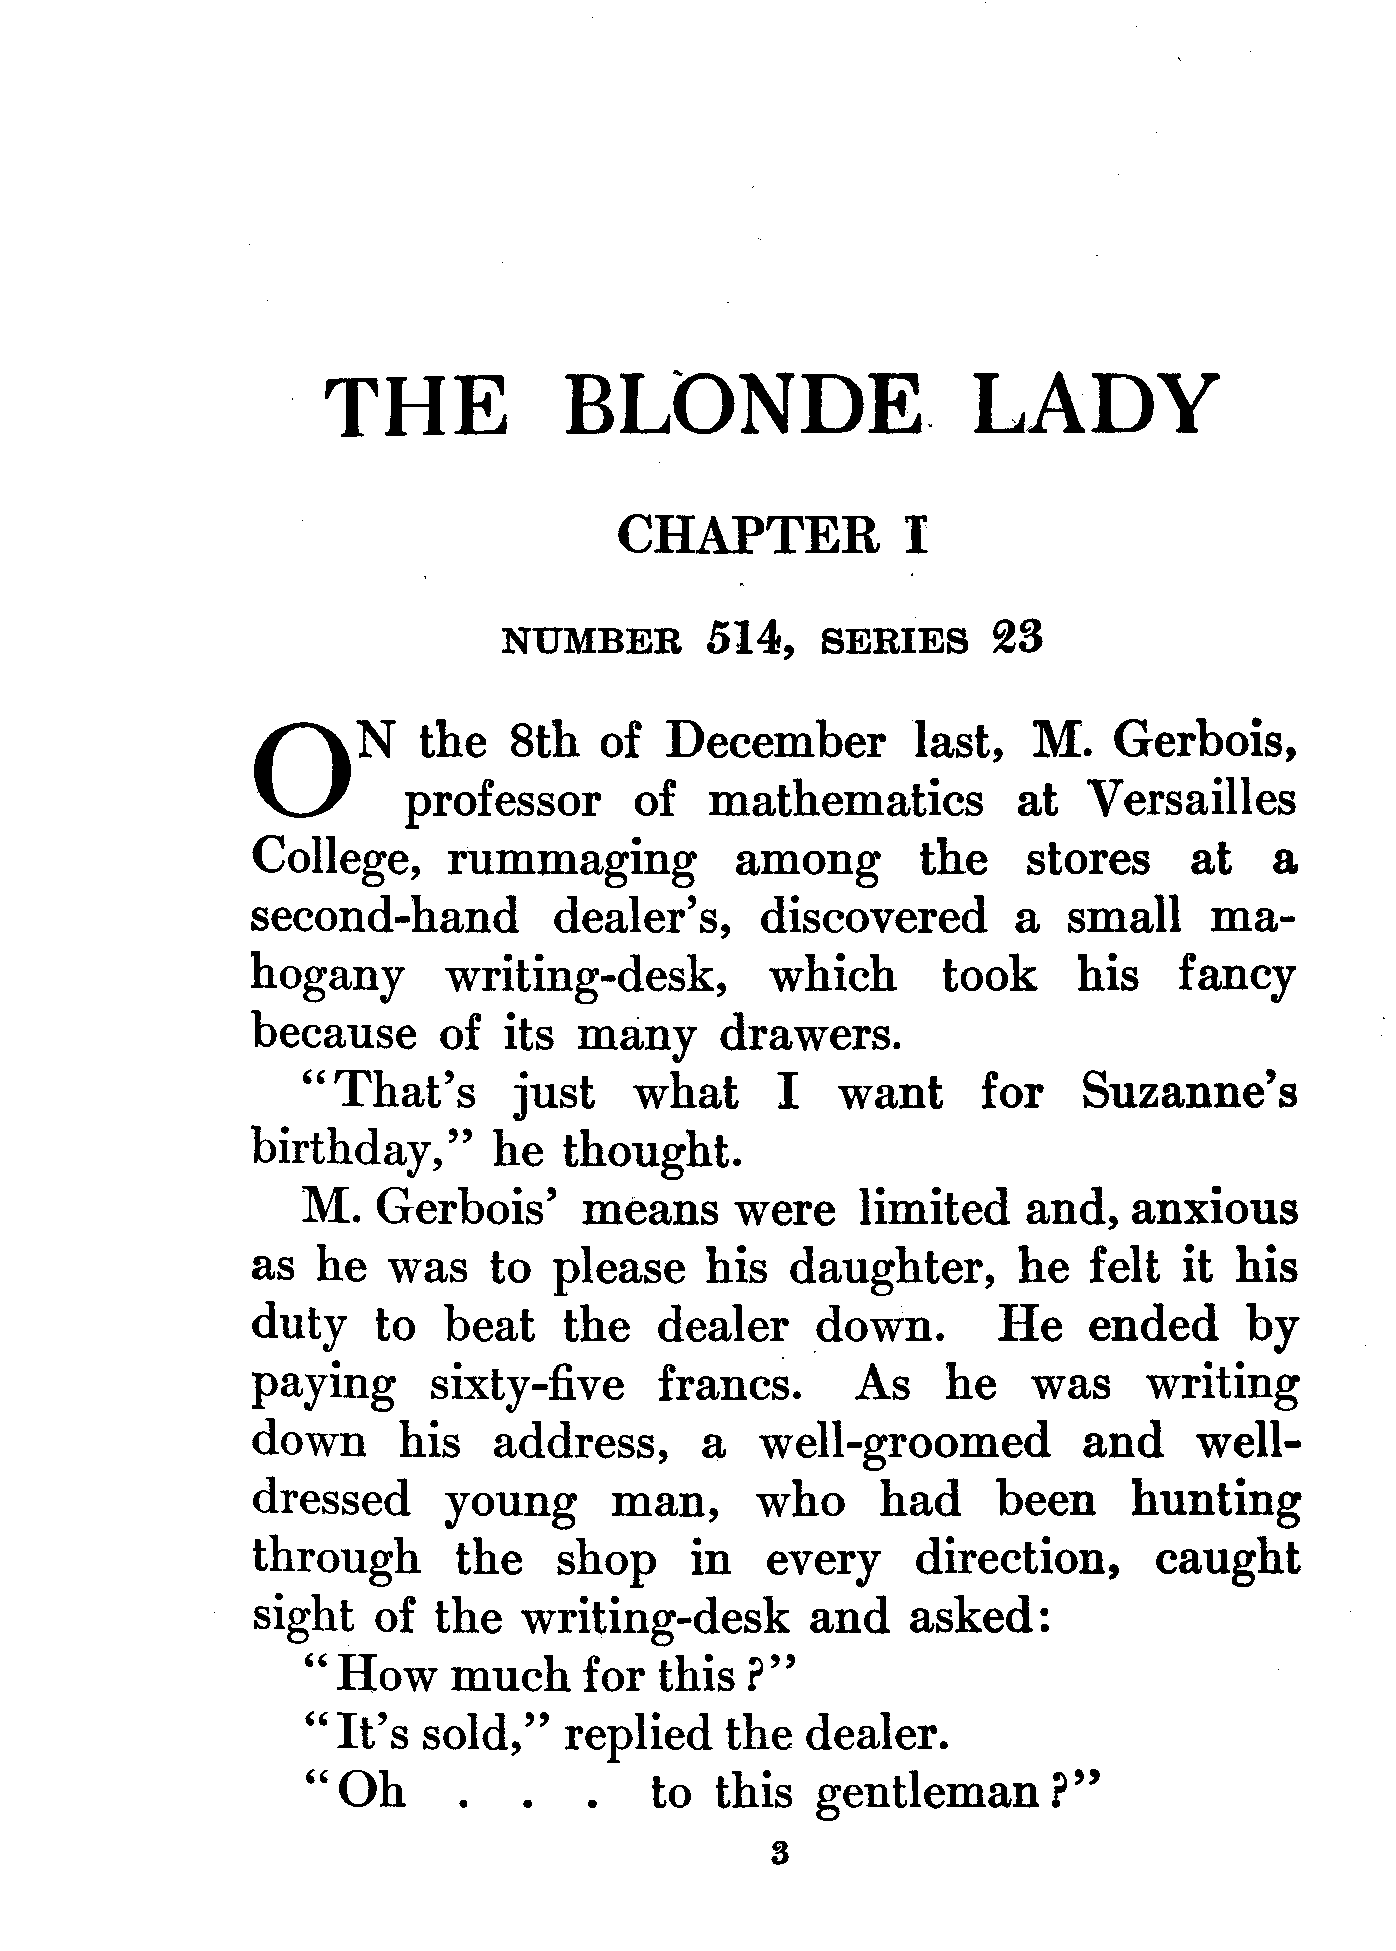 THE BLONDE LADY
CHAPTER I
NUMBER 514, SERIES 23
ON the 8th of December last, M. Gerbois,
professor of mathematics at Versailles
College, rummaging among the stores at a
second-hand dealer's, discovered a small ma-
hogany writing-desk, which took his fancy
because of its many drawers.
"That's just what I want for Suzanne's
birthday," he thought.
M. Gerbois' means were limited and, anxious
as he was to please his daughter, he felt it his
duty to beat the dealer down. He ended by
paying sixty-five francs. As he was writing
down his address, a well-groomed and well-
dressed young man, who had been hunting
through the shop in every direction, caught
sight of the writing-desk and asked:
"How much for this?"
"It's sold," replied the dealer.
"Oh . . . to this gentleman?"
3